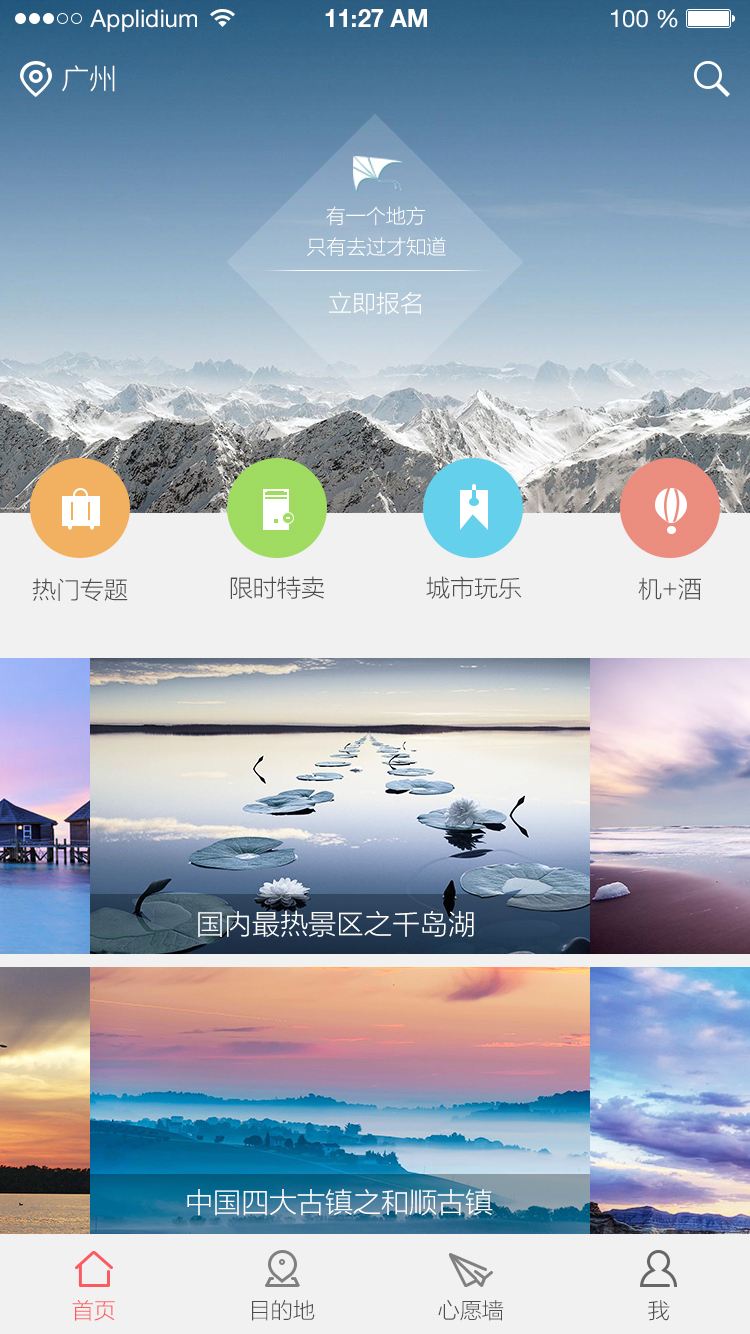 Applidium 11:27 AM 100 %
广州
有一个地方
只有去过才知道
立即报名
热门专题 限时特卖 城市玩乐 机+酒
国内最热景区之千岛湖
中国四大古镇之和顺古镇
首页 目的地 心愿墙 我